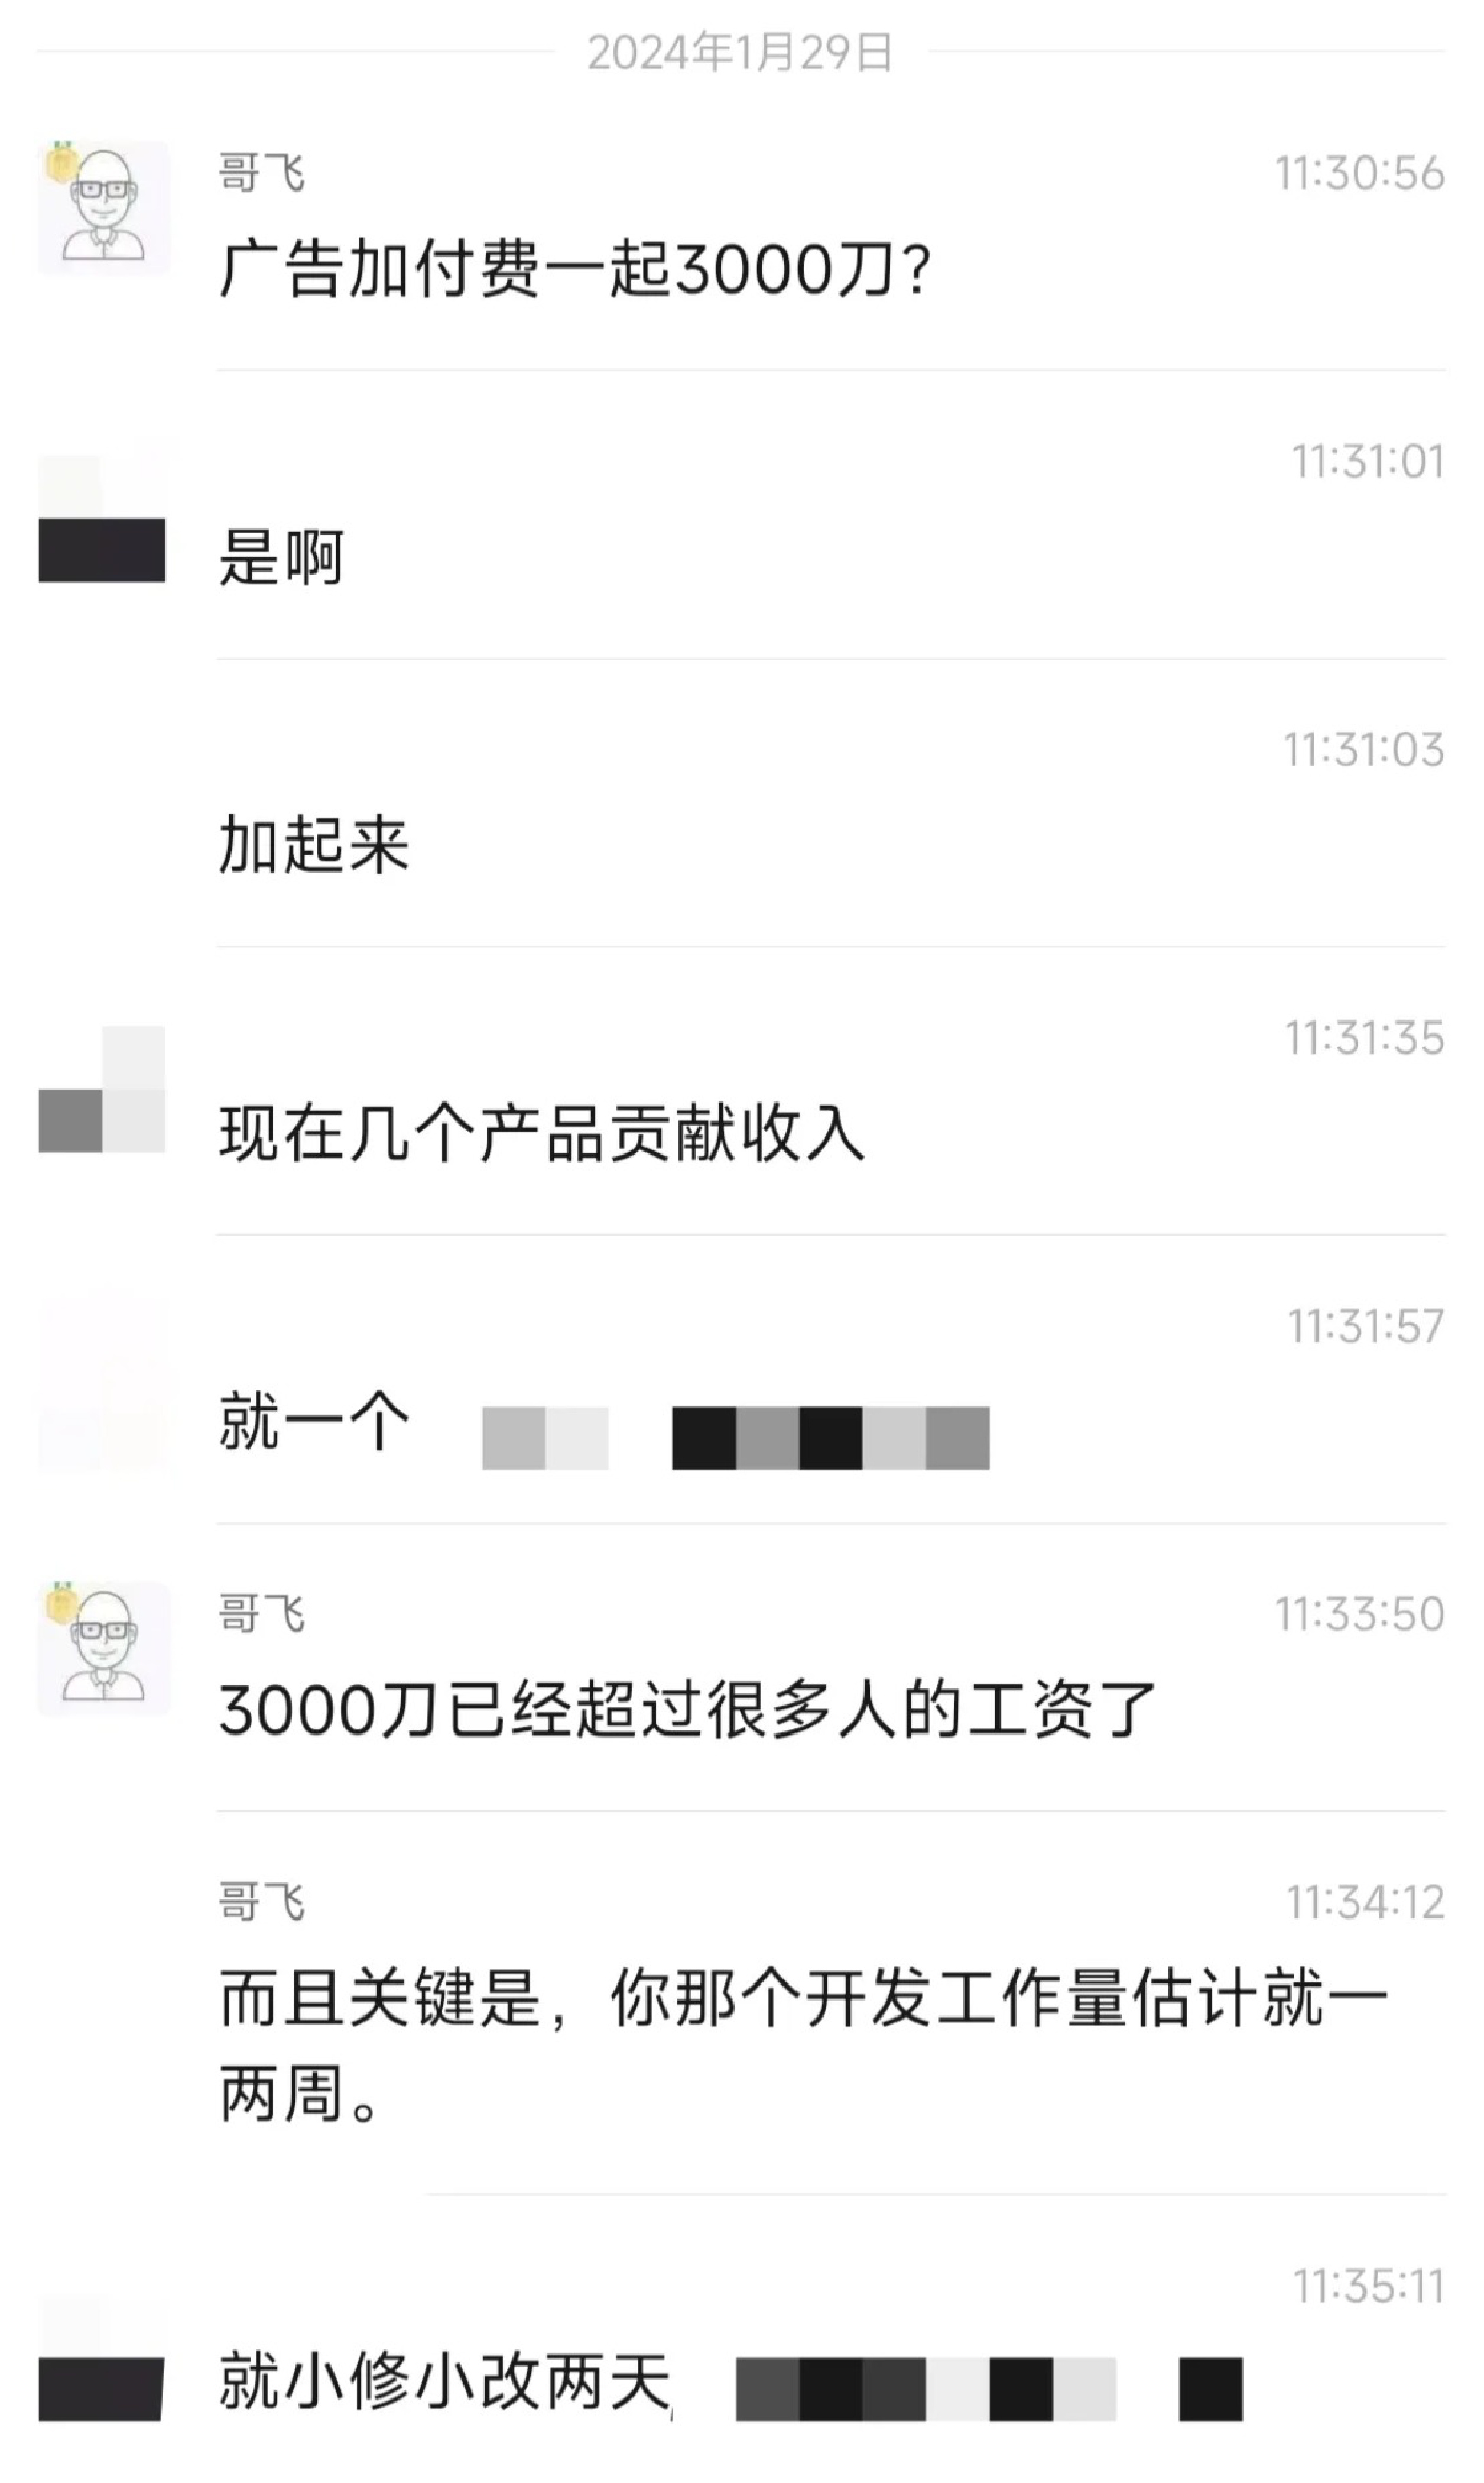 2024年1月29日
哥飞
11:30:56
广告加付费一起3000刀?
11:31:01
是啊
11:31:03
加起来
11:31:35
现在几个产品贡献收入
11:31:57
就一个
哥飞
11:33:50
3000刀已经超过很多人的工资了
哥飞
11:34:12
而且关键是，你那个开发工作量估计就一
两周。
11:35:11
就小修小改两天